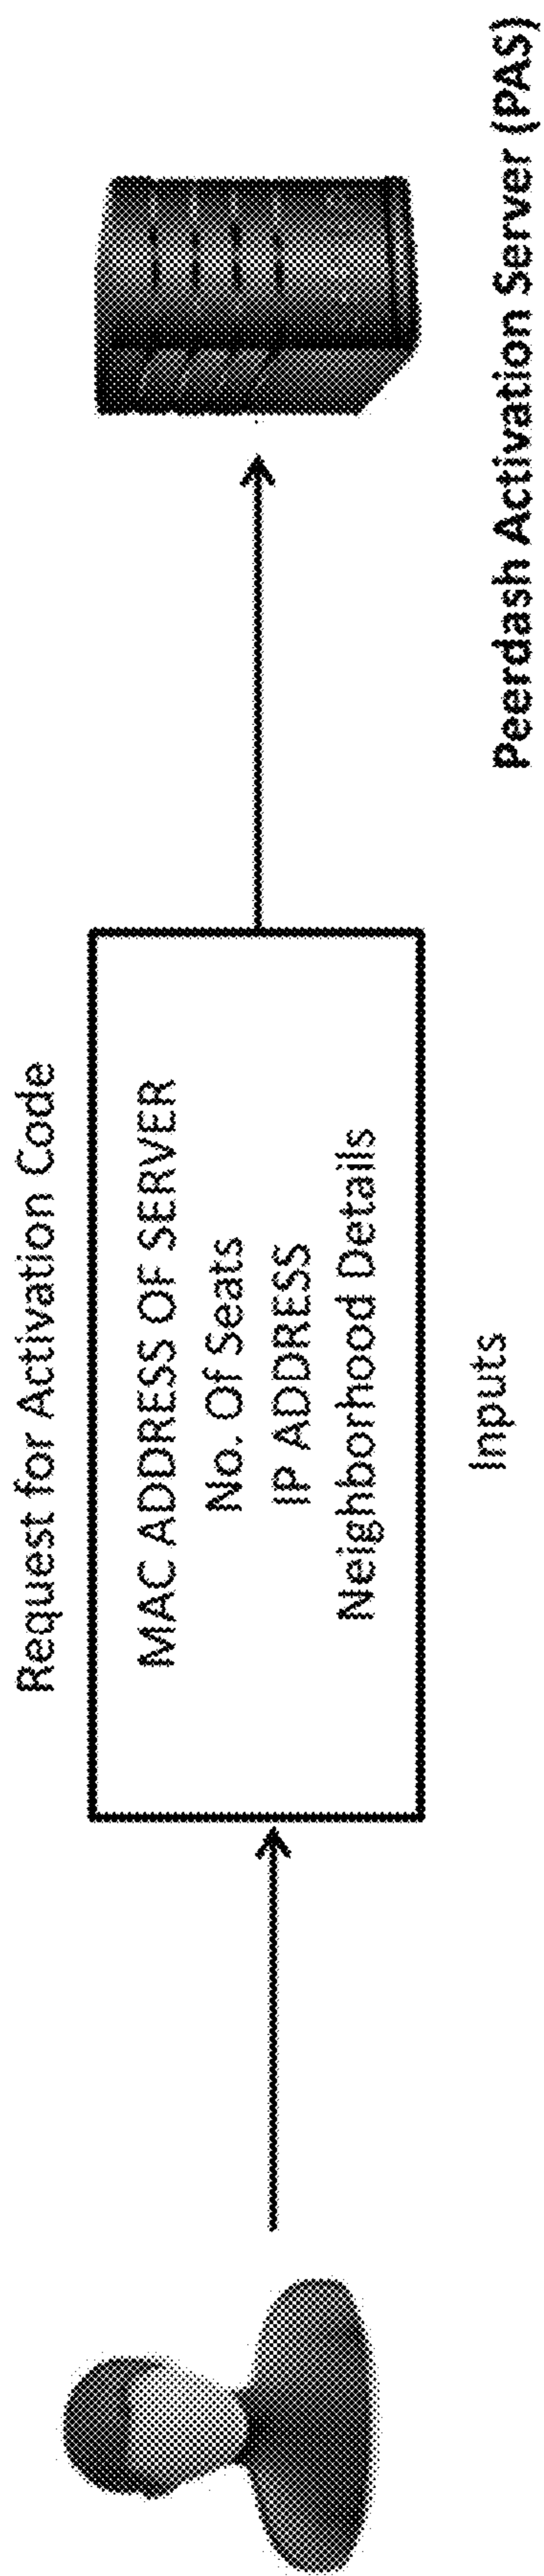 Request for Activation Code
MAC ADDRESS OF SERVER
No. Of Seats
IP ADDRESS
Neighborhood Details
Inputs
Peerdash Activation Server (PAS)